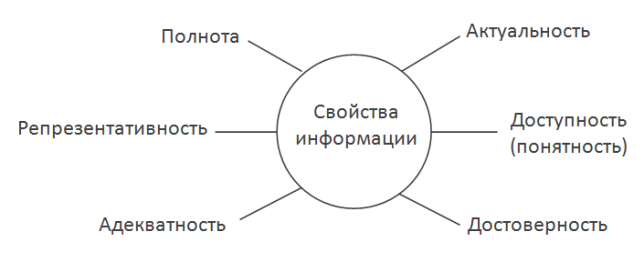 Полнота
Актуальность
Свойства
информации
Репрезентативность
Доступность
(понятность)
Адекватность
Достоверность